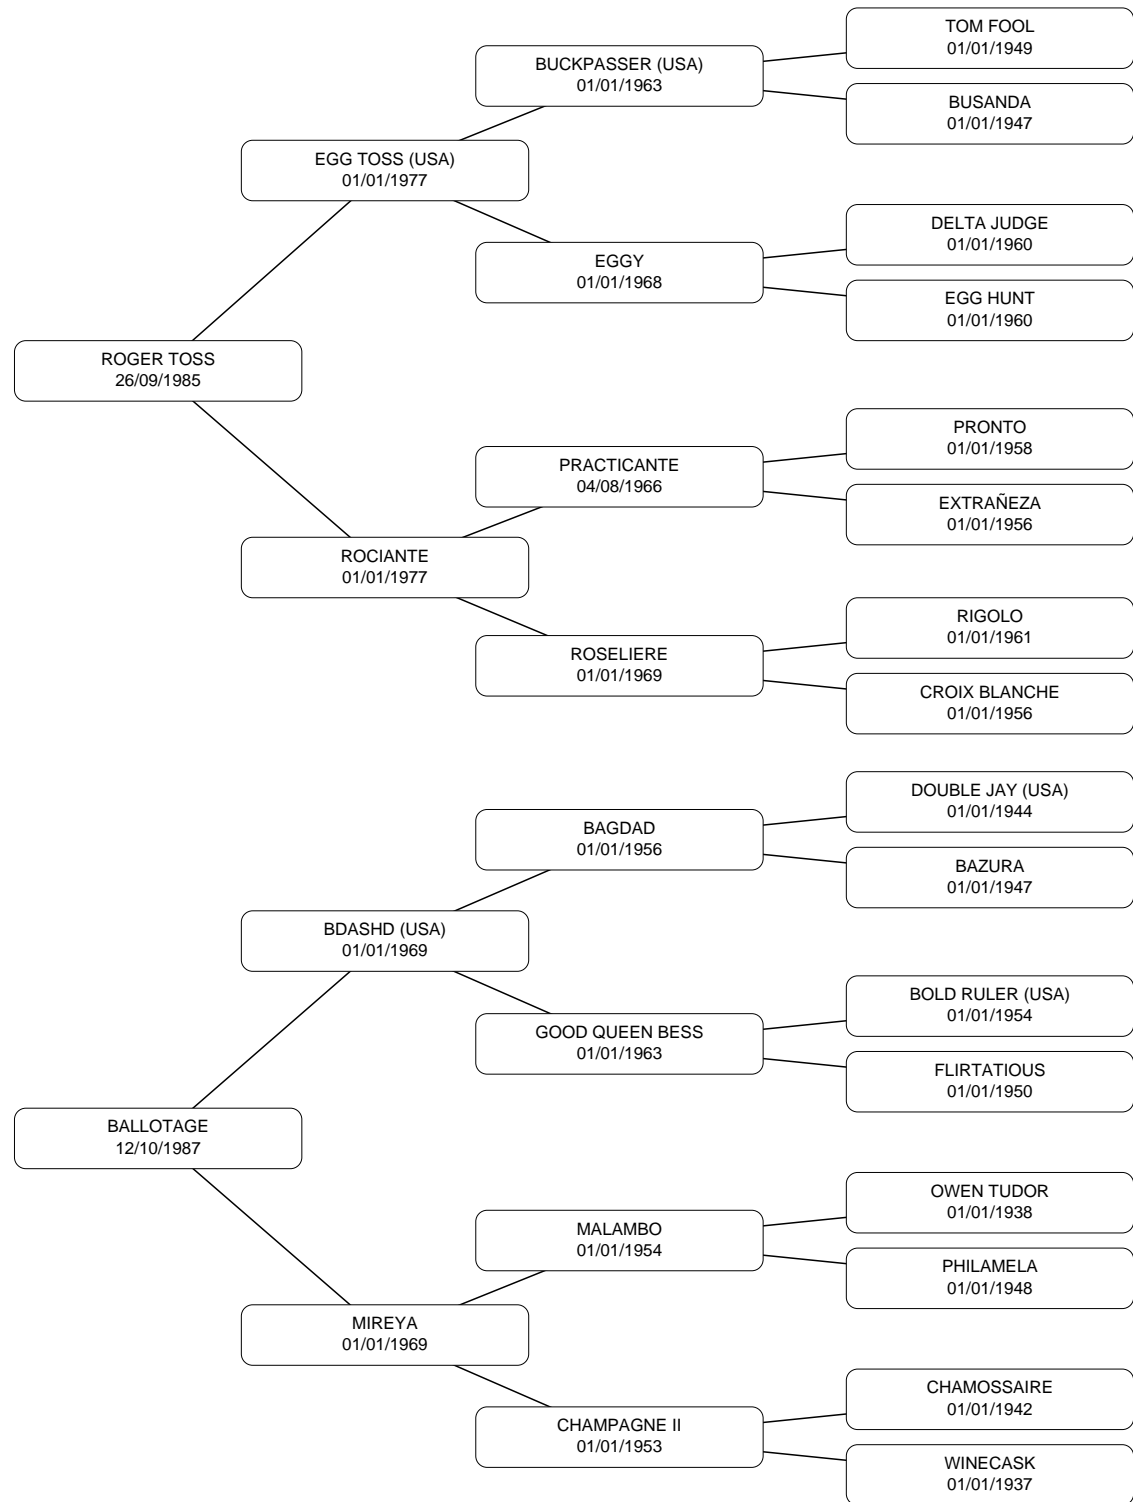 TOM FOOL
01/01/1949
BUCKPASSER (USA)
01/01/1963
BUSANDA
01/01/1947
EGG TOSS (USA)
01/01/1977
DELTA JUDGE
01/01/1960
EGGY
01/01/1968
EGG HUNT
01/01/1960
ROGER TOSS
26/09/1985
PRONTO
01/01/1958
PRACTICANTE
04/08/1966
EXTRAÑEZA
01/01/1956
ROCIANTE
01/01/1977
RIGOLO
01/01/1961
ROSELIERE
01/01/1969
CROIX BLANCHE
01/01/1956
DOUBLE JAY (USA)
01/01/1944
BAGDAD
01/01/1956
BAZURA
01/01/1947
BDASHD (USA)
01/01/1969
BOLD RULER (USA)
01/01/1954
GOOD QUEEN BESS
01/01/1963
FLIRTATIOUS
01/01/1950
BALLOTAGE
12/10/1987
OWEN TUDOR
01/01/1938
MALAMBO
01/01/1954
PHILAMELA
01/01/1948
MIREYA
01/01/1969
CHAMOSSAIRE
01/01/1942
CHAMPAGNE II
01/01/1953
WINECASK
01/01/1937